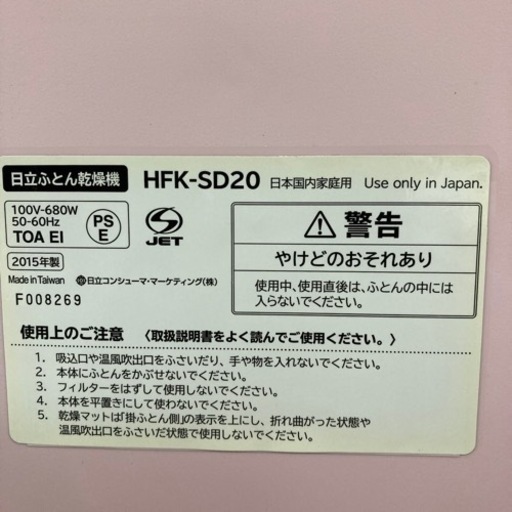 日立ふとん乾燥機 HFK-SD20 日本国内家庭用 Use only in Japan.
100V-680W
50-60Hz
TOA EI
PS
E
JET
2015年製
Made in Taiwan 日立コンシューマ・マーケティング(株)
F008269
警告
やけどのおそれあり
使用中、使用直後は、ふとんの中には
入らないでください。
使用上のご注意 〈取扱説明書をよく読んでご使用ください。〉
1. 吸込口や温風吹出口をふさいだり、手や物を入れないでください。
2. 本体にふとんをかぶせないでください。
3. フィルターをはずして使用しないでください。
4. 本体を平置きにして使わないでください。
5. 乾燥マットは「掛ふとん側」の表示を上にし、折れ曲がった状態や
温風吹出口をふさいだ状態で使用しないでください。